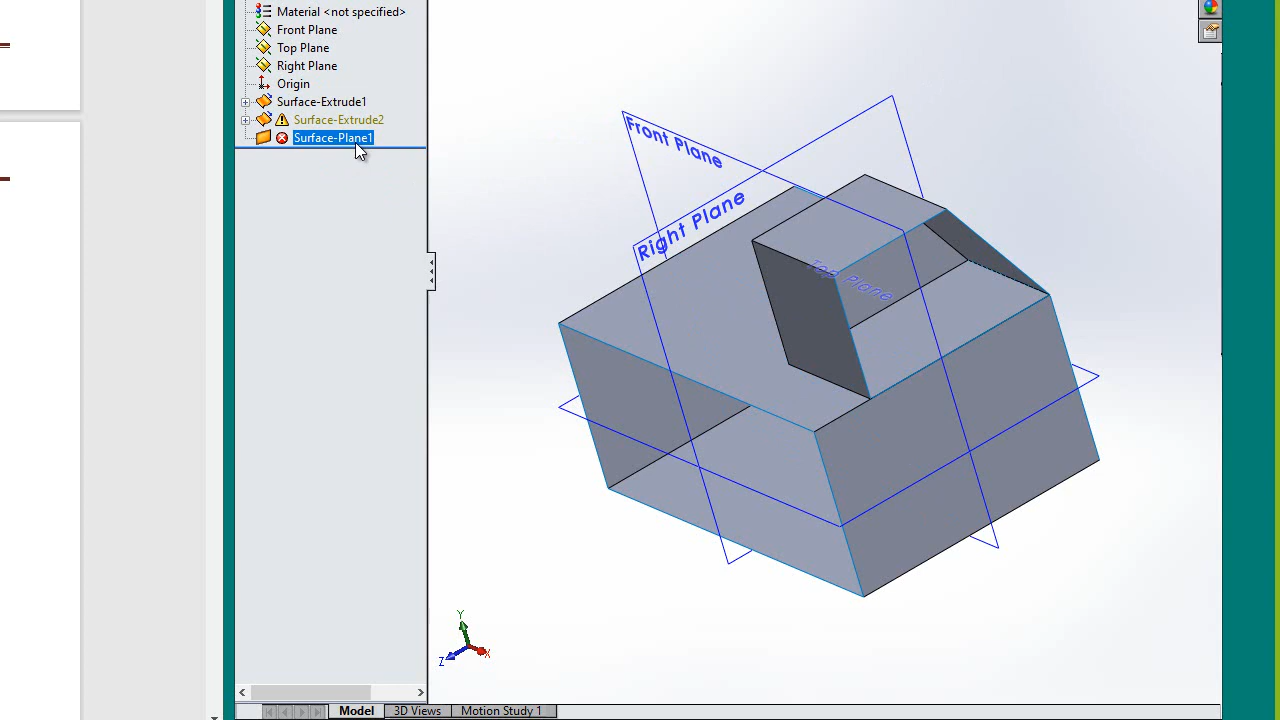 Material <not specified>
Front Plane
Top Plane
Right Plane
Origin
Surface-Extrude1
Surface-Extrude2
Surface-Plane1
Front Plane
Right Plane
Top Plane
Y
Z
X
Model
3D Views
Motion Study 1